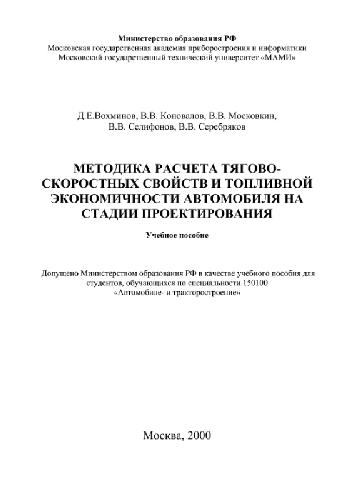 Министерство образования РФ
Московская государственная академия приборостроения и информатики
Московский государственный технический университет «МАМИ»
Д.Е.Вохминов, В.В. Коновалов, В.В. Московкин,
В.В. Селифонов, В.В. Серебряков
МЕТОДИКА РАСЧЕТА ТЯГОВО-
СКОРОСТНЫХ СВОЙСТВ И ТОПЛИВНОЙ
ЭКОНОМИЧНОСТИ АВТОМОБИЛЯ НА
СТАДИИ ПРОЕКТИРОВАНИЯ
Учебное пособие
Допущено Министерством образования РФ в качестве учебного пособия для
студентов, обучающихся по специальности 150100
«Автомобиле- и тракторостроение»
Москва, 2000